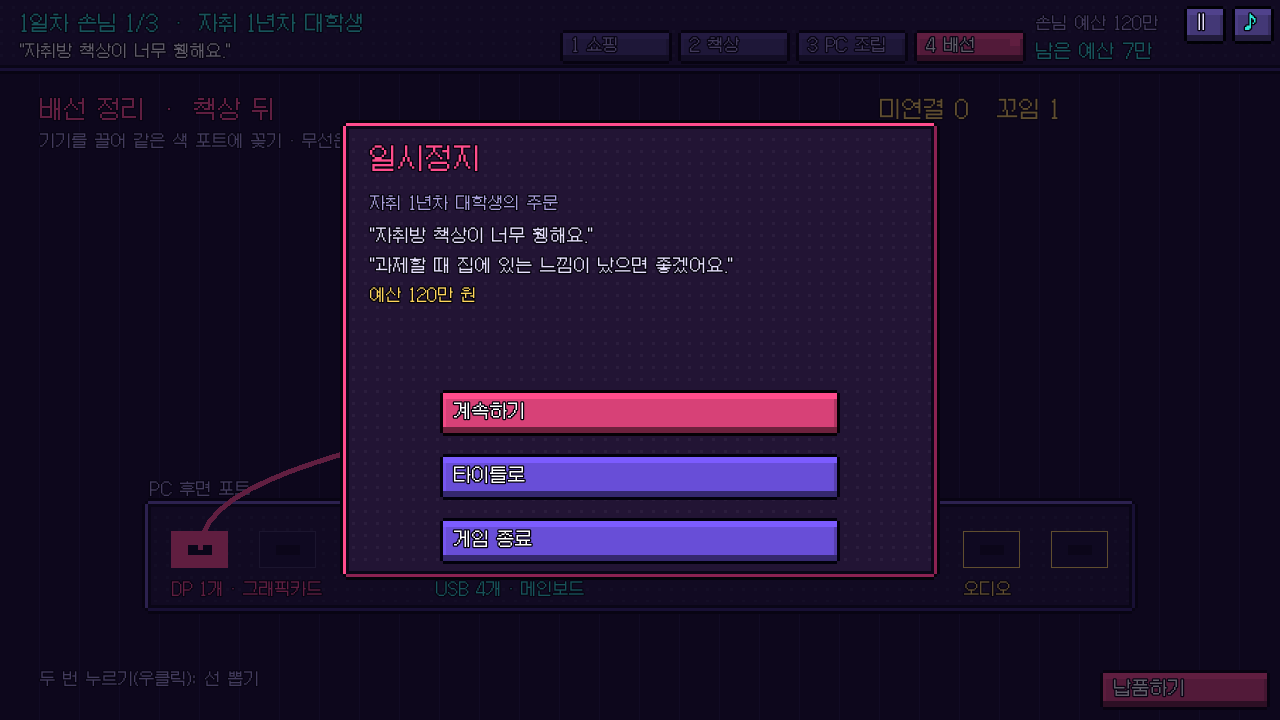 1일차 손님 1/3 · 자취 1년차 대학생
"자취방 책상이 너무 휑해요."
1 쇼핑
2 책상
3 PC 조립
4 배선
손님 예산 120만
남은 예산 7만
배선 정리 · 책상 뒤
미연결 0 꼬임 1
기기를 끌어 같은 색 포트에 꽂기 · 무선은
일시정지
자취 1년차 대학생의 주문
"자취방 책상이 너무 휑해요."
"과제할 때 집에 있는 느낌이 났으면 좋겠어요."
예산 120만 원
계속하기
타이틀로
게임 종료
PC 후면 포트
DP 1개 · 그래픽카드
USB 4개 · 메인보드
오디오
두 번 누르기(우클릭): 선 뽑기
납품하기